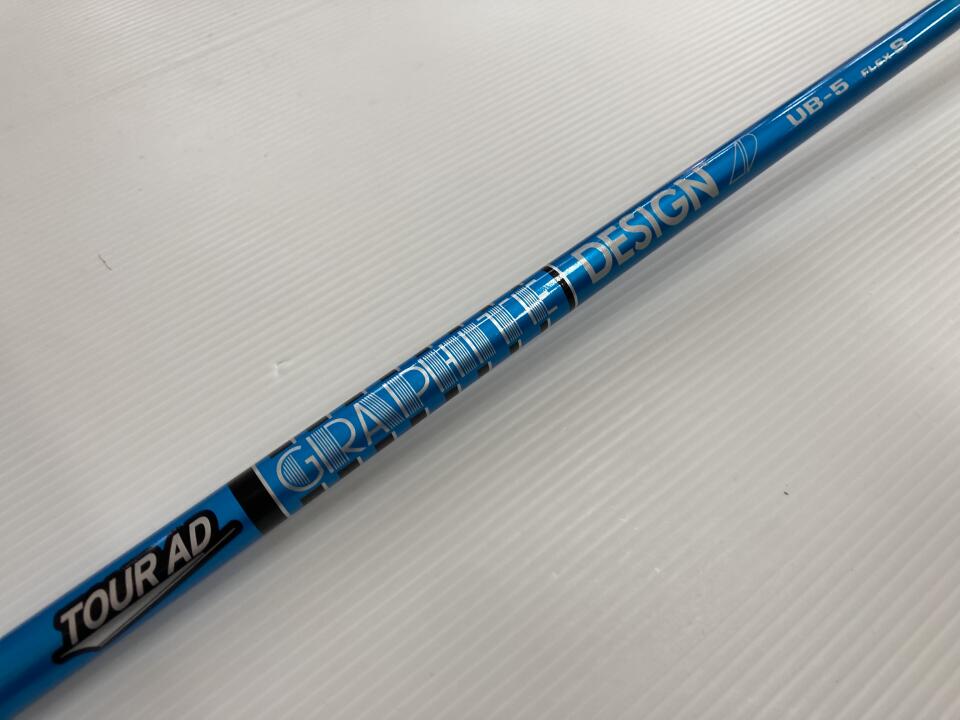 TOUR AD
GRAPHITE DESIGN
UB-5 FLEX S